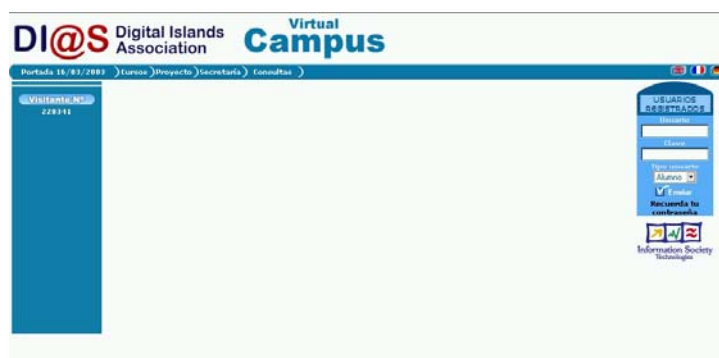 DI@S Digital Islands
Association
Virtual
Campus
Portada 16/03/2003 )Cursos )Proyecto )Secretaría ) Consultas )
Visitante Nº
220341
USUARIOS
REGISTRADOS
Usuario
Clave
Tipo usuario
Alumno
Enviar
Recuerda tu
contraseña
Information Society
Technologies